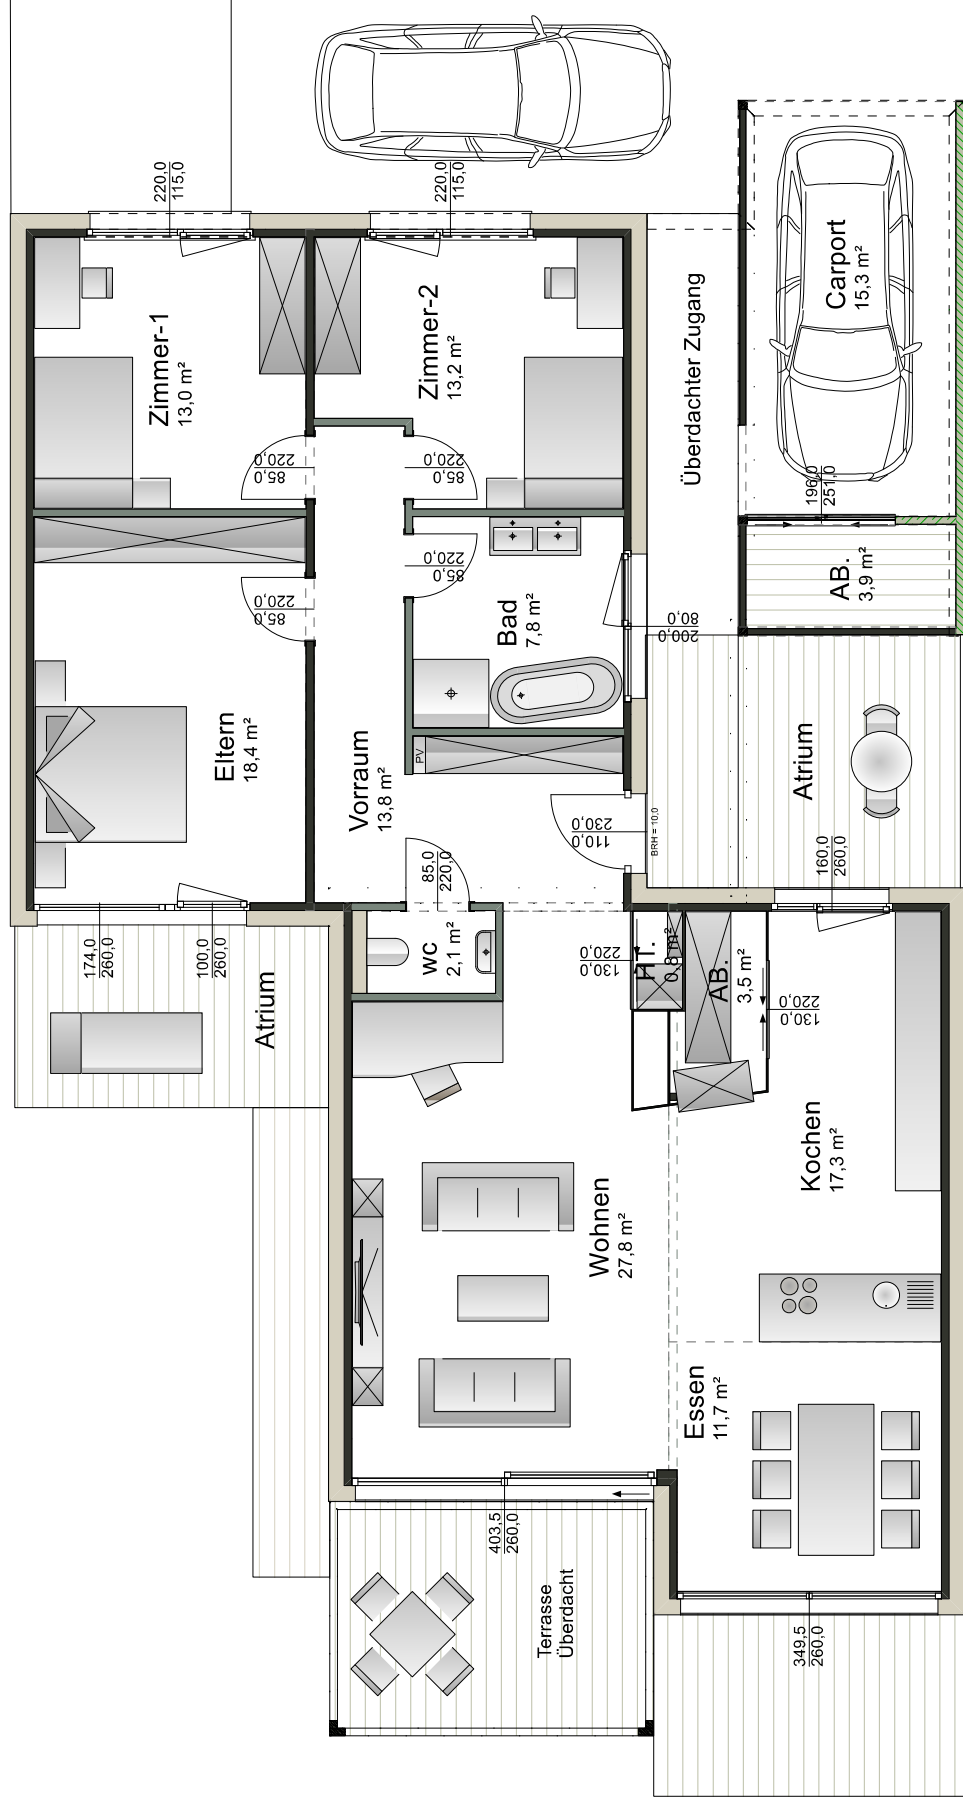 220,0
115,0
220,0
115,0
Zimmer-1
13,0 m²
Zimmer-2
13,2 m²
Überdachter Zugang
Carport
15,3 m²
196,0
251,0
AB.
3,9 m²
85,0
220,0
85,0
220,0
85,0
220,0
85,0
220,0
Bad
7,8 m²
80,0
200,0
Eltern
18,4 m²
Vorraum
13,8 m²
PV
110,0
230,0
BRH = 10,0
Atrium
160,0
260,0
85,0
220,0
wc
2,1 m²
174,0
260,0
100,0
260,0
Atrium
130,0
220,0
HT.
0,8 m²
AB.
3,5 m²
130,0
220,0
Kochen
17,3 m²
Wohnen
27,8 m²
Essen
11,7 m²
403,5
260,0
Terrasse
Überdacht
349,5
260,0